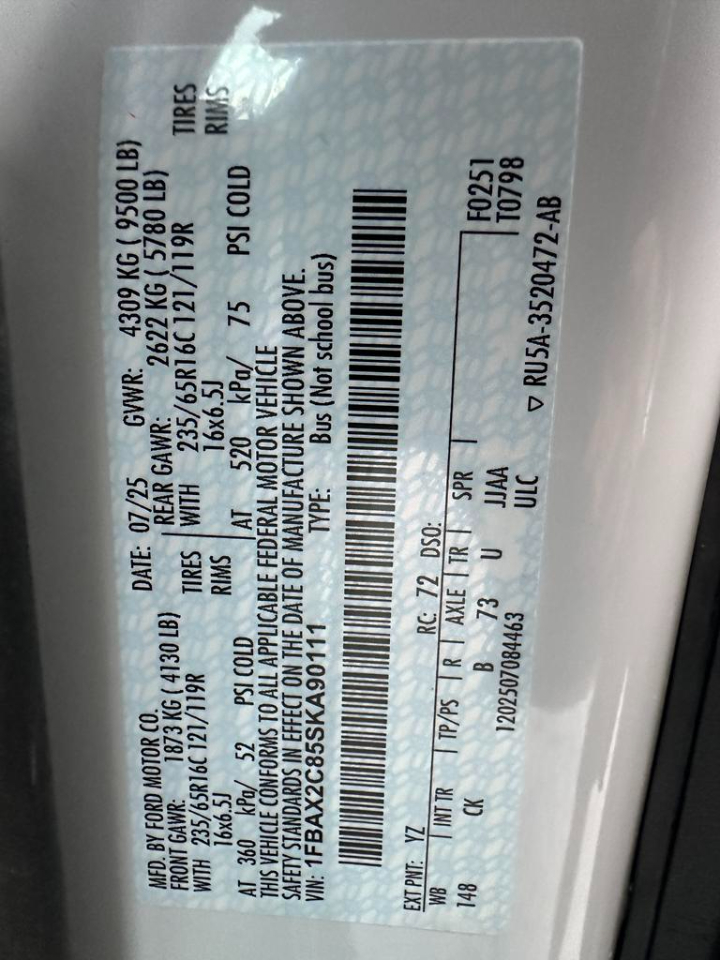 MFD. BY FORD MOTOR CO. DATE: 07/25 GVWR: 4309 KG ( 9500 LB)
FRONT GAWR: 1873 KG ( 4130 LB) REAR GAWR: 2622 KG ( 5780 LB)
WITH 235/65R16C 121/119R TIRES WITH 235/65R16C 121/119R TIRES
16x6.5J RIMS 16x6.5J RIMS
AT 360 kPa/ 52 PSI COLD AT 520 kPa/ 75 PSI COLD
THIS VEHICLE CONFORMS TO ALL APPLICABLE FEDERAL MOTOR VEHICLE
SAFETY STANDARDS IN EFFECT ON THE DATE OF MANUFACTURE SHOWN ABOVE.
VIN: 1FBAX2C85SKA90111 TYPE: Bus (Not school bus)
EXT PNT: YZ RC: 72 DSO:
WB INT TR TP/PS R AXLE TR SPR F0251
148 CK B 73 U JJAA T0798
ULC
1202507084463 ▽ RU5A-3520472-AB